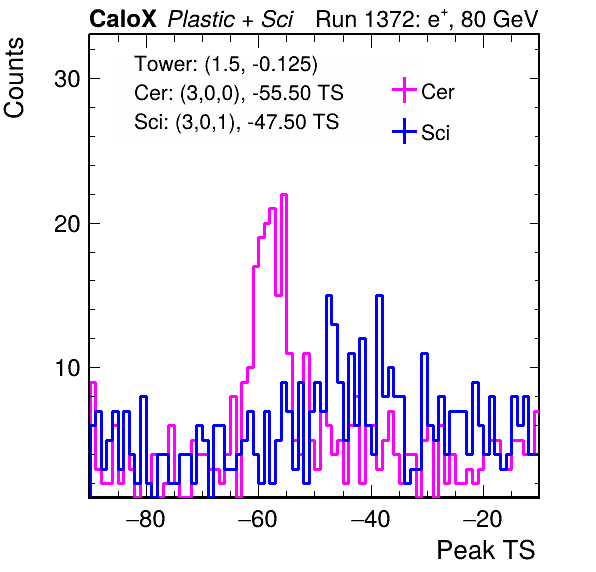 CaloX Plastic + Sci Run 1372: e+, 80 GeV
Counts
Tower: (1.5, -0.125)
Cer: (3,0,0), -55.50 TS
Sci: (3,0,1), -47.50 TS
Cer
Sci
30
20
10
−80 −60 −40 −20
Peak TS